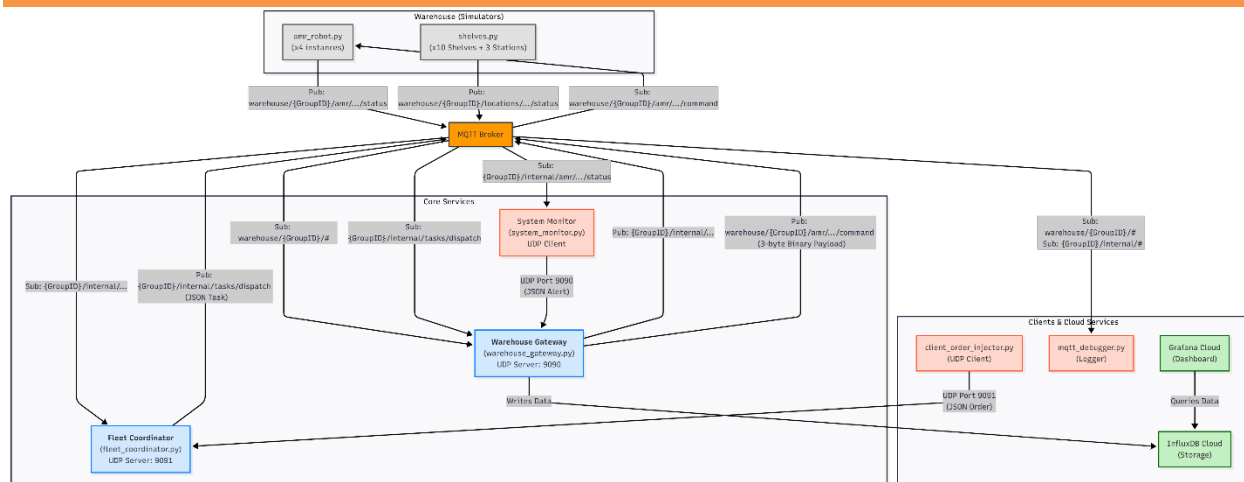 Warehouse (Simulators)
amr_robot.py
(x4 instances)
shelves.py
(x10 Shelves + 3 Stations)
Pub:
warehouse/{GroupID}/amr/.../status
Pub:
warehouse/{GroupID}/locations/.../status
Sub:
warehouse/{GroupID}/amr/.../command
MQTT Broker
Sub:
{GroupID}/internal/amr/.../status
Core Services
System Monitor
(system_monitor.py)
UDP Client
Sub:
warehouse/{GroupID}/#
Sub:
{GroupID}/internal/tasks/dispatch
Pub: {GroupID}/internal/...
Pub:
warehouse/{GroupID}/amr/.../command
(3-byte Binary Payload)
Sub:
warehouse/{GroupID}/#
Sub: {GroupID}/internal/#
Sub: {GroupID}/internal/...
Pub:
{GroupID}/internal/tasks/dispatch
(JSON Task)
UDP Port 9090
(JSON Alert)
Warehouse Gateway
(warehouse_gateway.py)
UDP Server: 9090
Clients & Cloud Services
client_order_injector.py
(UDP Client)
mqtt_debugger.py
(Logger)
Grafana Cloud
(Dashboard)
Writes Data
UDP Port 9091
(JSON Order)
Queries Data
Fleet Coordinator
(fleet_coordinator.py)
UDP Server: 9091
InfluxDB Cloud
(Storage)